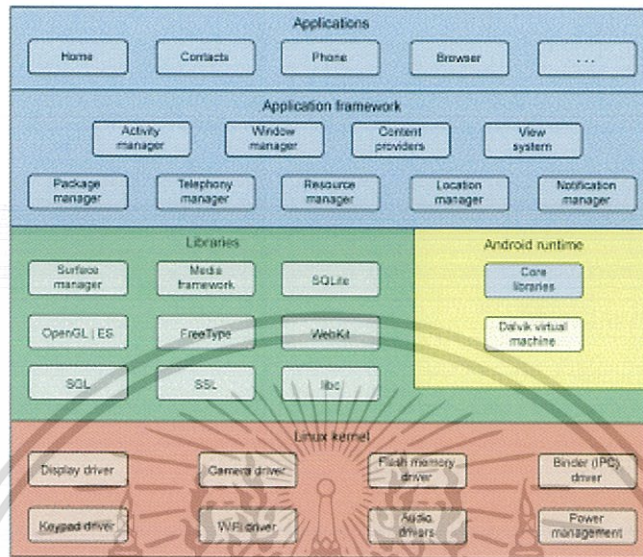 Applications
Home Contacts Phone Browser ...
Application framework
Activity manager Window manager Content providers View system
Package manager Telephony manager Resource manager Location manager Notification manager
Libraries Android runtime
Surface manager Media framework SQLite Core libraries
OpenGL | ES FreeType WebKit Dalvik virtual machine
SGL SSL libc
Linux kernel
Display driver Camera driver Flash memory driver Binder (IPC) driver
Keypad driver WiFi driver Audio drivers Power management